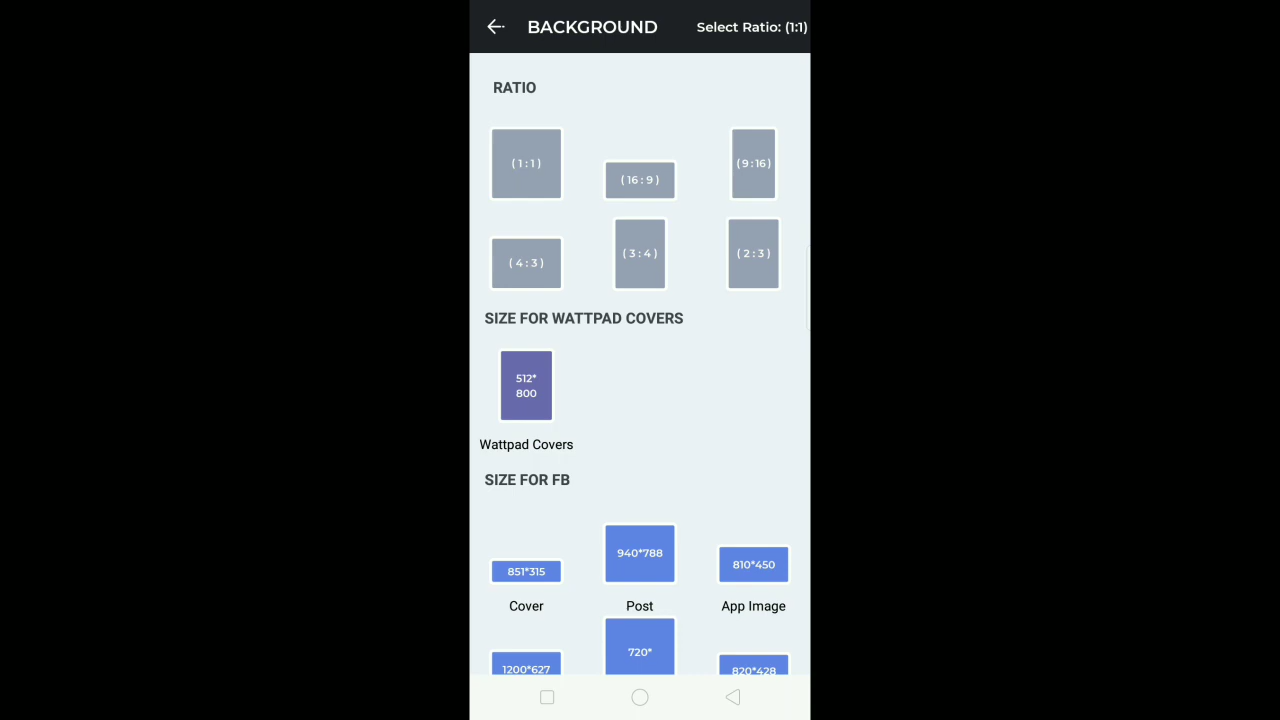 BACKGROUND
Select Ratio: (1:1)
RATIO
( 1 : 1 )
( 16 : 9 )
( 9 : 16 )
( 4 : 3 )
( 3 : 4 )
( 2 : 3 )
SIZE FOR WATTPAD COVERS
512*
800
Wattpad Covers
SIZE FOR FB
851*315
940*788
810*450
Cover
Post
App Image
1200*627
720*
820*428